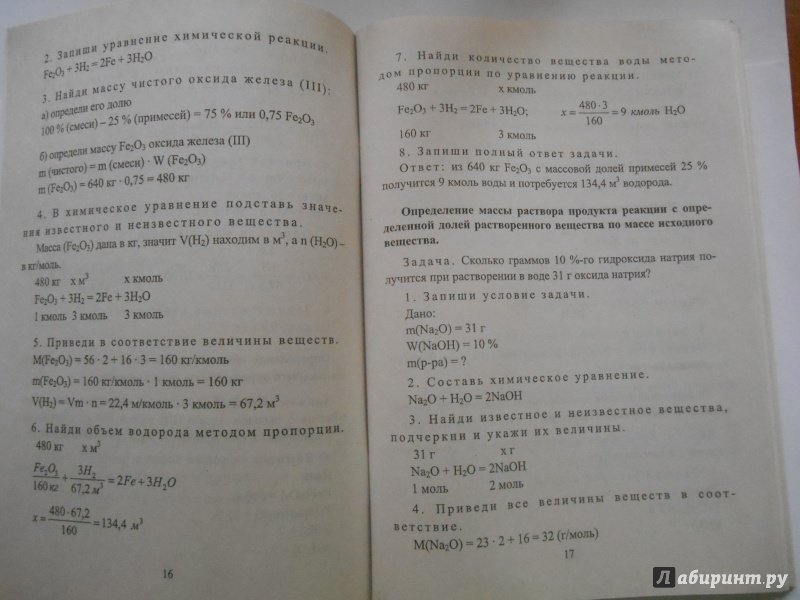 2. Запиши уравнение химической реакции.
Fe₂O₃ + 3H₂ = 2Fe + 3H₂O
3. Найди массу чистого оксида железа (III):
а) определи его долю
100 % (смеси) – 25 % (примесей) = 75 % или 0,75 Fe₂O₃
б) определи массу Fe₂O₃ оксида железа (III)
m (чистого) = m (смеси) · W (Fe₂O₃)
m (Fe₂O₃) = 640 кг · 0,75 = 480 кг
4. В химическое уравнение подставь значе-
ния известного и неизвестного вещества.
Масса (Fe₂O₃) дана в кг, значит V(H₂) находим в м³, а n (H₂O) –
в кг/моль.
480 кг x м³ x кмоль
Fe₂O₃ + 3H₂ = 2Fe + 3H₂O
1 кмоль 3 кмоль 3 кмоль
5. Приведи в соответствие величины веществ.
M(Fe₂O₃) = 56 · 2 + 16 · 3 = 160 кг/кмоль
m(Fe₂O₃) = 160 кг/кмоль · 1 кмоль = 160 кг
V(H₂) = Vm · n = 22,4 м/кмоль · 3 кмоль = 67,2 м³
6. Найди объем водорода методом пропорции.
480 кг x м³
Fe₂O₃/160 кг + 3H₂/67,2 м³ = 2Fe + 3H₂O
x = 480·67,2/160 = 134,4 м³
16
7. Найди количество вещества воды мето-
дом пропорции по уравнению реакции.
480 кг x кмоль
Fe₂O₃ + 3H₂ = 2Fe + 3H₂O; x = 480·3/160 = 9 кмоль H₂O
160 кг 3 кмоль
8. Запиши полный ответ задачи.
Ответ: из 640 кг Fe₂O₃ с массовой долей примесей 25 %
получится 9 кмоль воды и потребуется 134,4 м³ водорода.
Определение массы раствора продукта реакции с опре-
деленной долей растворенного вещества по массе исходного
вещества.
Задача. Сколько граммов 10 %-го гидроксида натрия по-
лучится при растворении в воде 31 г оксида натрия?
1. Запиши условие задачи.
Дано:
m(Na₂O) = 31 г
W(NaOH) = 10 %
m(р-ра) = ?
2. Составь химическое уравнение.
Na₂O + H₂O = 2NaOH
3. Найди известное и неизвестное вещества,
подчеркни и укажи их величины.
31 г x г
Na₂O + H₂O = 2NaOH
1 моль 2 моль
4. Приведи все величины веществ в соот-
ветствие.
M(Na₂O) = 23 · 2 + 16 = 32 (г/моль)
17
Лабиринт.ру